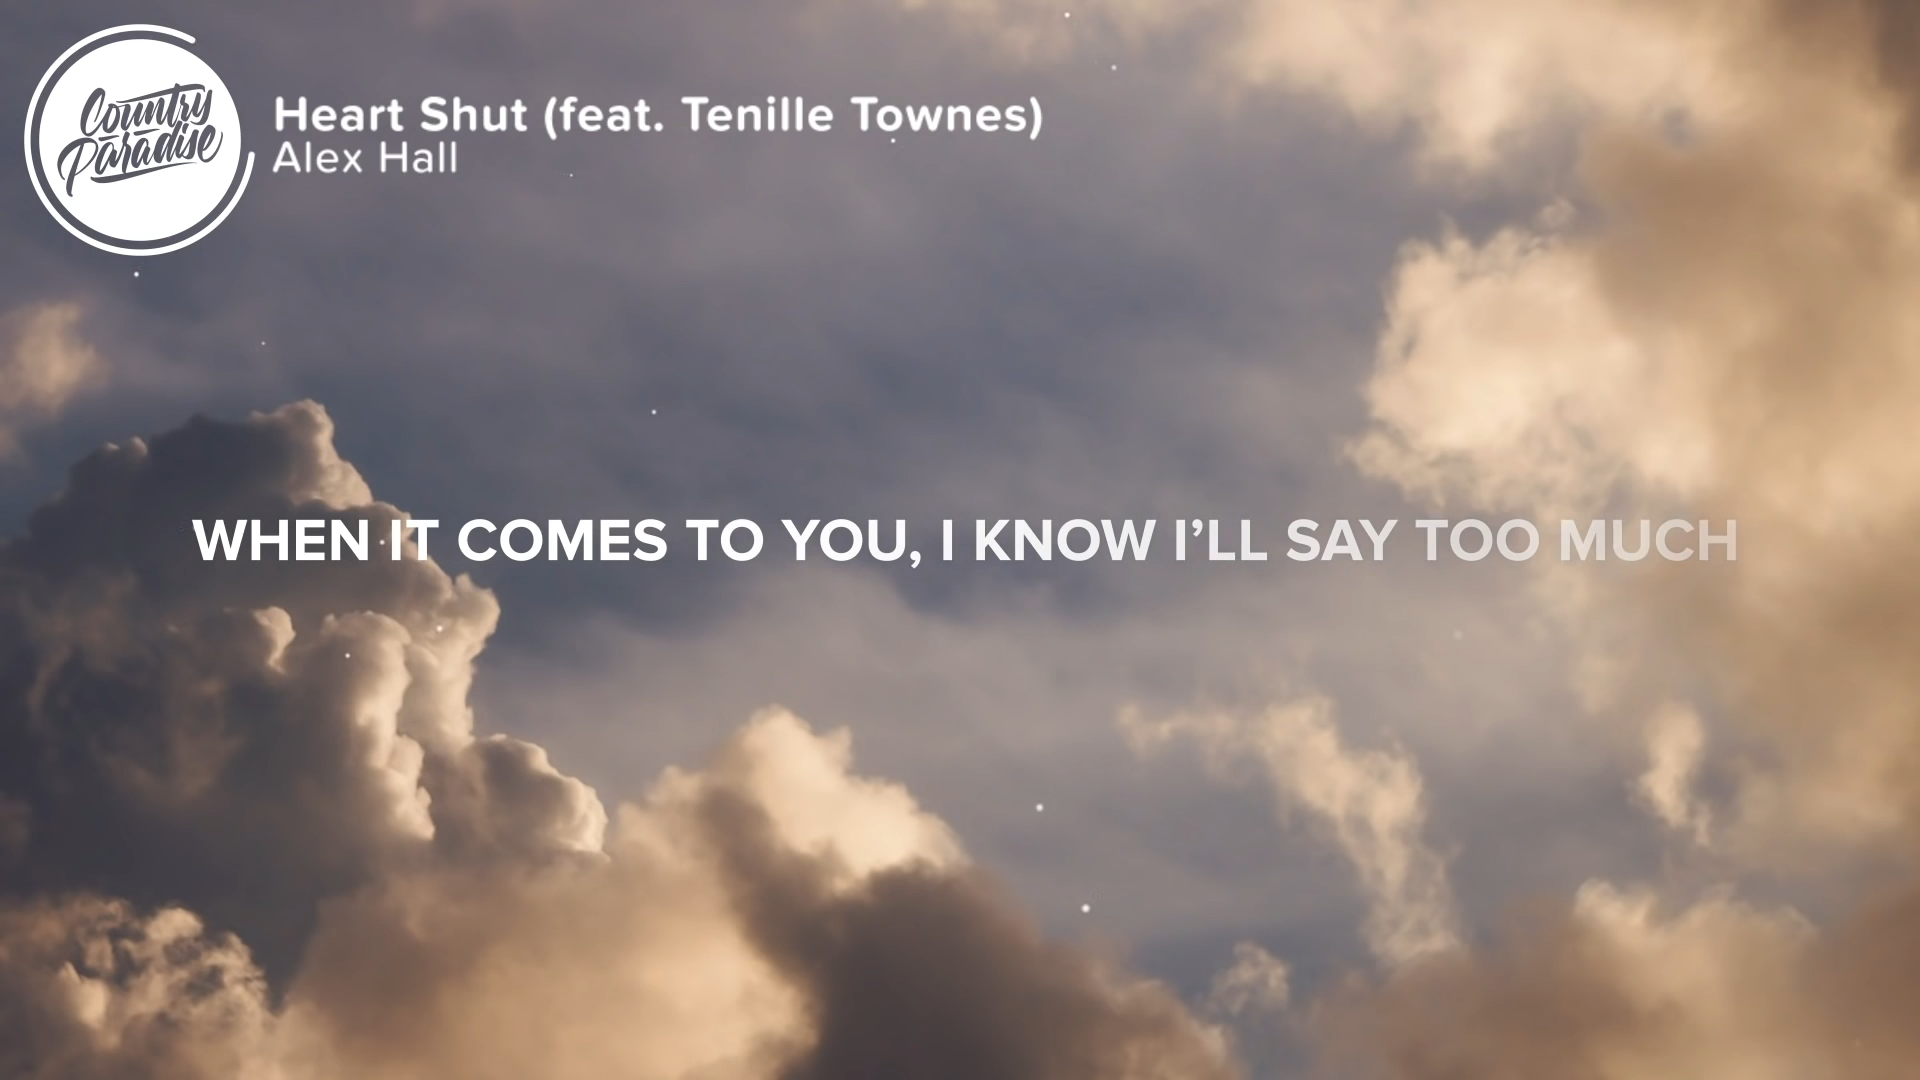 Country
Paradise
Heart Shut (feat. Tenille Townes)
Alex Hall
WHEN IT COMES TO YOU, I KNOW I’LL SAY TOO MUCH